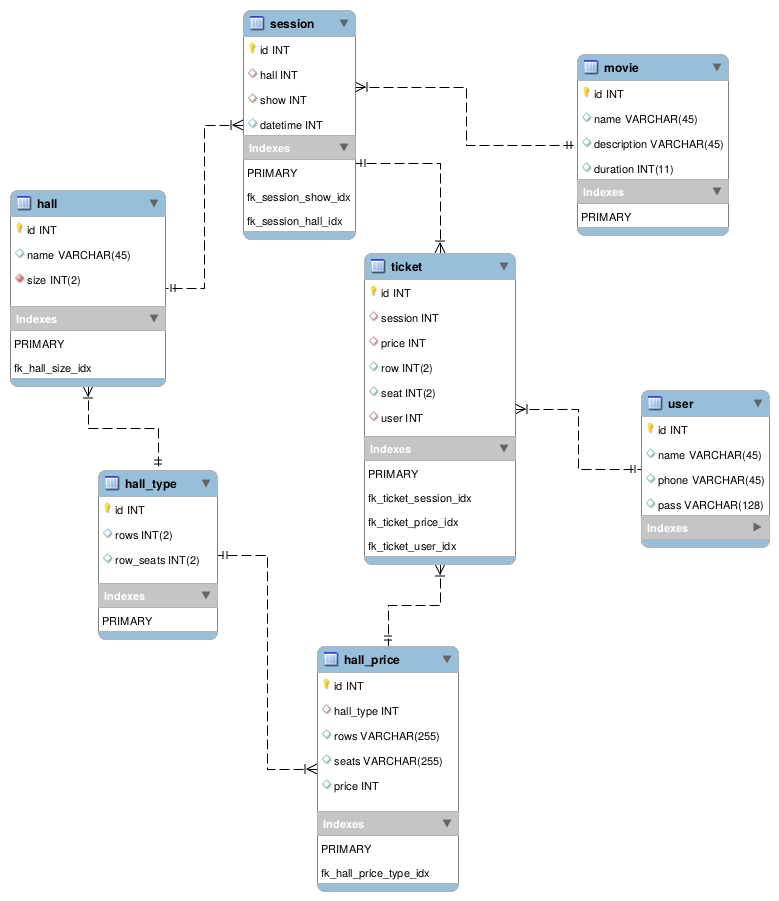 session
id INT
hall INT
show INT
datetime INT
Indexes
PRIMARY
fk_session_show_idx
fk_session_hall_idx
movie
id INT
name VARCHAR(45)
description VARCHAR(45)
duration INT(11)
Indexes
PRIMARY
hall
id INT
name VARCHAR(45)
size INT(2)
Indexes
PRIMARY
fk_hall_size_idx
ticket
id INT
session INT
price INT
row INT(2)
seat INT(2)
user INT
Indexes
PRIMARY
fk_ticket_session_idx
fk_ticket_price_idx
fk_ticket_user_idx
user
id INT
name VARCHAR(45)
phone VARCHAR(45)
pass VARCHAR(128)
Indexes
hall_type
id INT
rows INT(2)
row_seats INT(2)
Indexes
PRIMARY
hall_price
id INT
hall_type INT
rows VARCHAR(255)
seats VARCHAR(255)
price INT
Indexes
PRIMARY
fk_hall_price_type_idx